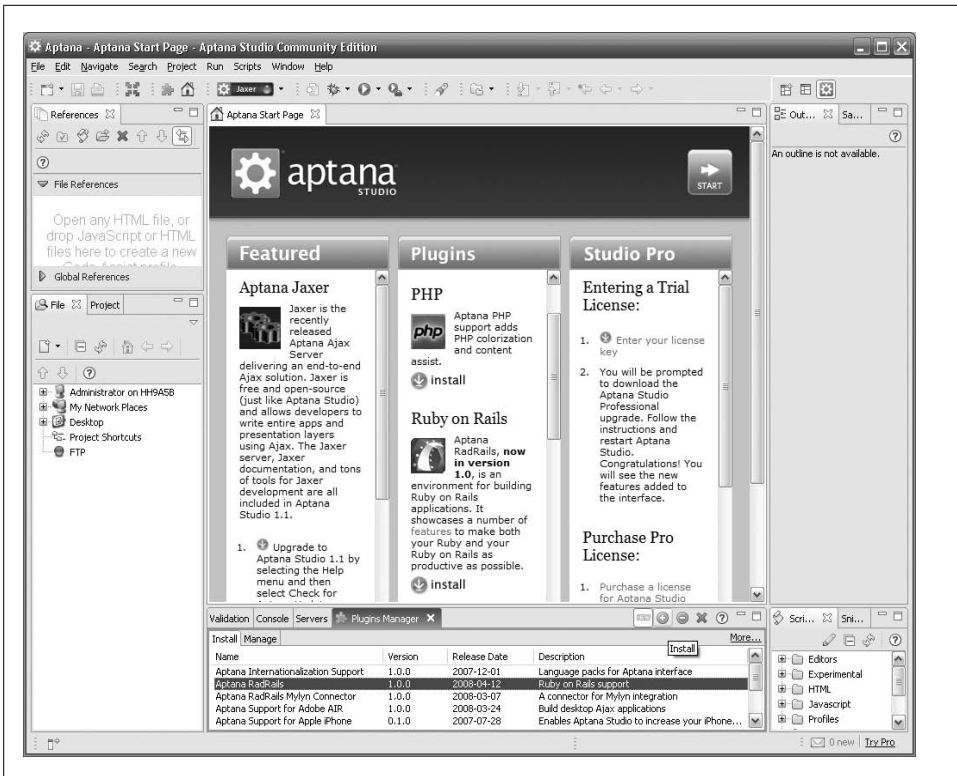 Aptana - Aptana Start Page - Aptana Studio Community Edition
File Edit Navigate Search Project Run Scripts Window Help
Jaxer
References
File References
Open any HTML file, or
drop JavaScript or HTML
files here to create a new
Global References
File Project
Administrator on HH9A5B
My Network Places
Desktop
Project Shortcuts
FTP
Aptana Start Page
aptana
STUDIO
START
Featured
Aptana Jaxer
Jaxer is the
recently
released
Aptana Ajax
Server
delivering an end-to-end
Ajax solution. Jaxer is
free and open-source
(just like Aptana Studio)
and allows developers to
write entire apps and
presentation layers
using Ajax. The Jaxer
server, Jaxer
documentation, and tons
of tools for Jaxer
development are all
included in Aptana
Studio 1.1.
1. Upgrade to
Aptana Studio 1.1 by
selecting the Help
menu and then
select Check for
Plugins
PHP
php
Aptana PHP
support adds
PHP colorization
and content
assist.
install
Ruby on Rails
Aptana
RadRails, now
in version
1.0, is an
environment for building
Ruby on Rails
applications. It
showcases a number of
features to make both
your Ruby and your
Ruby on Rails as
productive as possible.
install
Studio Pro
Entering a Trial
License:
1. Enter your license
key
2. You will be prompted
to download the
Aptana Studio
Professional
upgrade. Follow the
instructions and
restart Aptana
Studio.
Congratulations! You
will see the new
features added to
the interface.
Purchase Pro
License:
1. Purchase a license
for Aptana Studio
Out... Sa...
An outline is not available.
Validation Console Servers Plugins Manager
Install Manage
More...
Install
Name Version Release Date Description
Aptana Internationalization Support 1.0.0 2007-12-01 Language packs for Aptana interface
Aptana RadRails 1.0.0 2008-04-12 Ruby on Rails support
Aptana RadRails Mylyn Connector 1.0.0 2008-03-07 A connector for Mylyn integration
Aptana Support for Adobe AIR 1.0.0 2008-03-24 Build desktop Ajax applications
Aptana Support for Apple iPhone 0.1.0 2007-07-28 Enables Aptana Studio to increase your iPhone...
Scri... Sni...
Editors
Experimental
HTML
Javascript
Profiles
0 new Try Pro